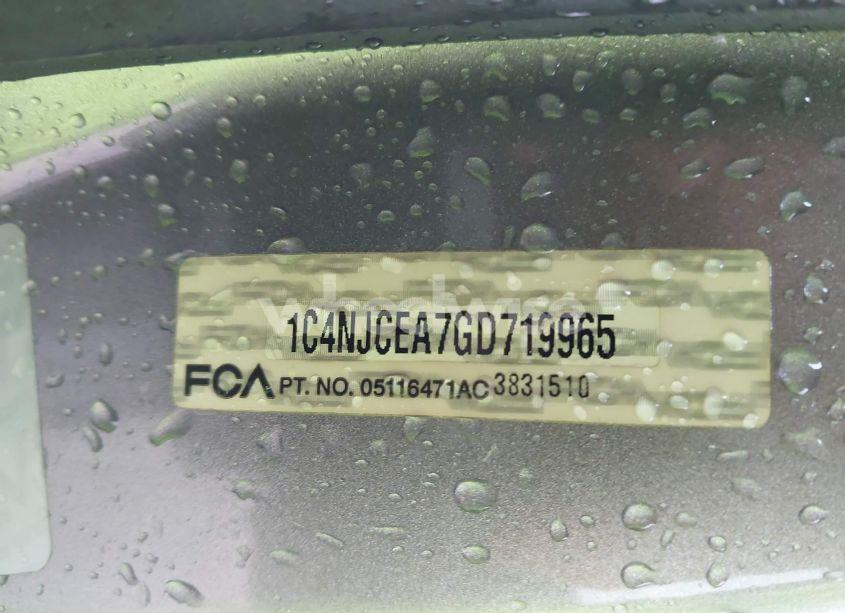 1C4NJCEA7GD719965
FCA PT. NO. 05116471AC 3831510